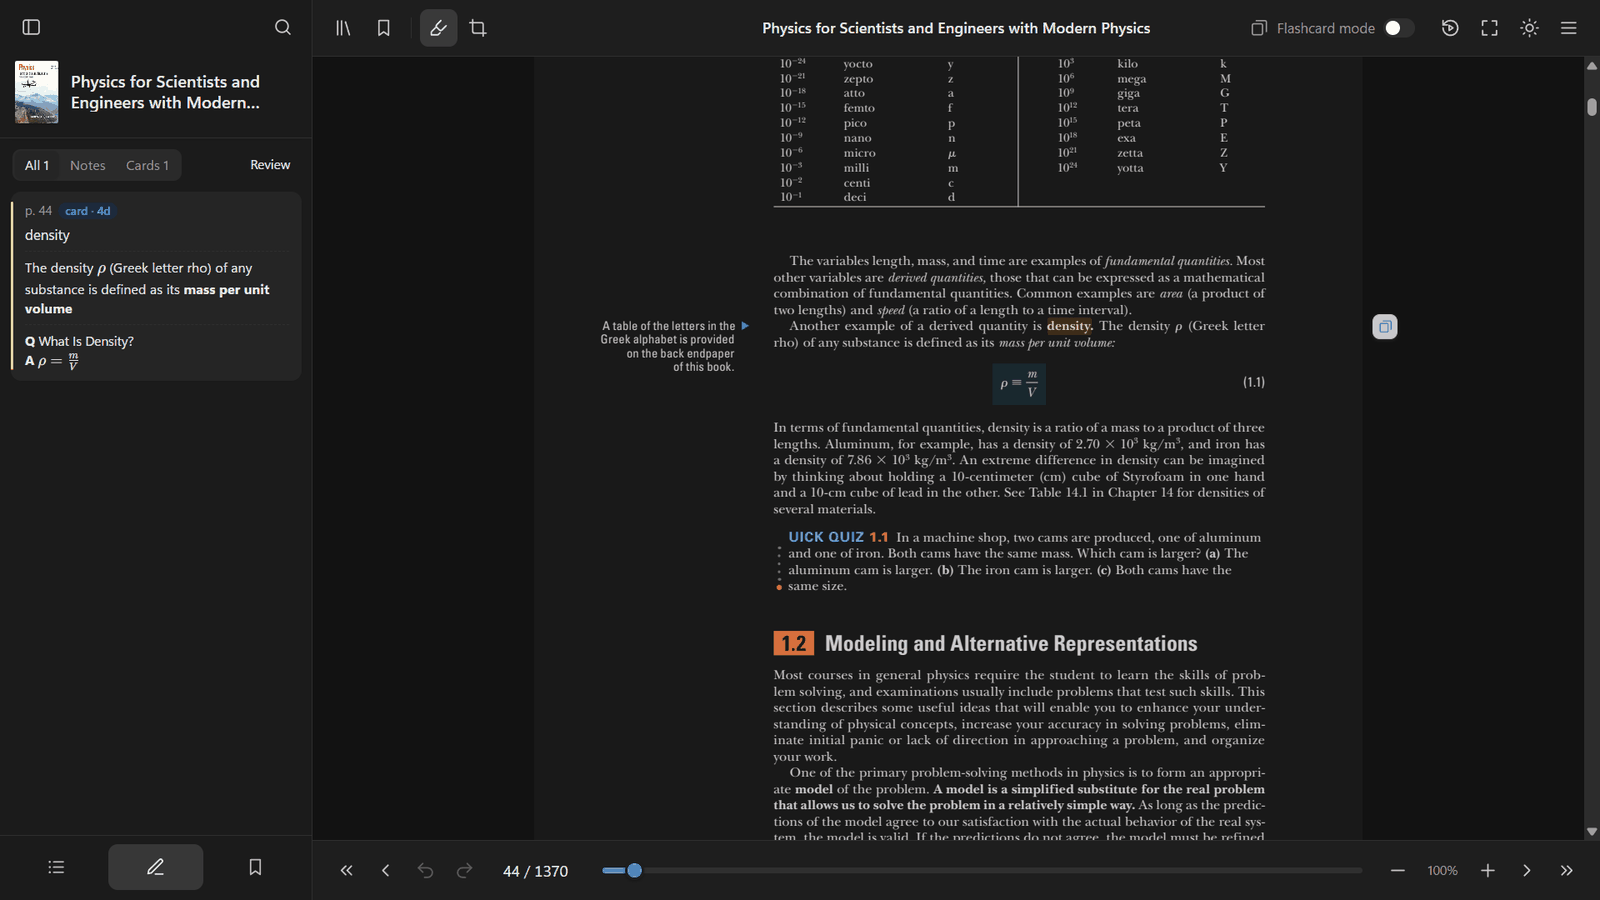 Physics for Scientists and Engineers with Modern Physics
Flashcard mode
Physics for Scientists and
Engineers with Modern...
All 1 Notes Cards 1 Review
p. 44 card · 4d
density
The density ρ (Greek letter rho) of any
substance is defined as its mass per unit
volume
Q What Is Density?
A ρ = m/V
10⁻²⁴ yocto y 10³ kilo k
10⁻²¹ zepto z 10⁶ mega M
10⁻¹⁸ atto a 10⁹ giga G
10⁻¹⁵ femto f 10¹² tera T
10⁻¹² pico p 10¹⁵ peta P
10⁻⁹ nano n 10¹⁸ exa E
10⁻⁶ micro μ 10²¹ zetta Z
10⁻³ milli m 10²⁴ yotta Y
10⁻² centi c
10⁻¹ deci d
The variables length, mass, and time are examples of fundamental quantities. Most
other variables are derived quantities, those that can be expressed as a mathematical
combination of fundamental quantities. Common examples are area (a product of
two lengths) and speed (a ratio of a length to a time interval).
Another example of a derived quantity is density. The density ρ (Greek letter
rho) of any substance is defined as its mass per unit volume:
A table of the letters in the
Greek alphabet is provided
on the back endpaper
of this book.
ρ ≡ m/V (1.1)
In terms of fundamental quantities, density is a ratio of a mass to a product of three
lengths. Aluminum, for example, has a density of 2.70 × 10³ kg/m³, and iron has
a density of 7.86 × 10³ kg/m³. An extreme difference in density can be imagined
by thinking about holding a 10-centimeter (cm) cube of Styrofoam in one hand
and a 10-cm cube of lead in the other. See Table 14.1 in Chapter 14 for densities of
several materials.
UICK QUIZ 1.1 In a machine shop, two cams are produced, one of aluminum
and one of iron. Both cams have the same mass. Which cam is larger? (a) The
aluminum cam is larger. (b) The iron cam is larger. (c) Both cams have the
same size.
1.2 Modeling and Alternative Representations
Most courses in general physics require the student to learn the skills of prob-
lem solving, and examinations usually include problems that test such skills. This
section describes some useful ideas that will enable you to enhance your under-
standing of physical concepts, increase your accuracy in solving problems, elim-
inate initial panic or lack of direction in approaching a problem, and organize
your work.
One of the primary problem-solving methods in physics is to form an appropri-
ate model of the problem. A model is a simplified substitute for the real problem
that allows us to solve the problem in a relatively simple way. As long as the predic-
tions of the model agree to our satisfaction with the actual behavior of the real sys-
tem, the model is valid. If the predictions do not agree, the model must be refined
44 / 1370
100%